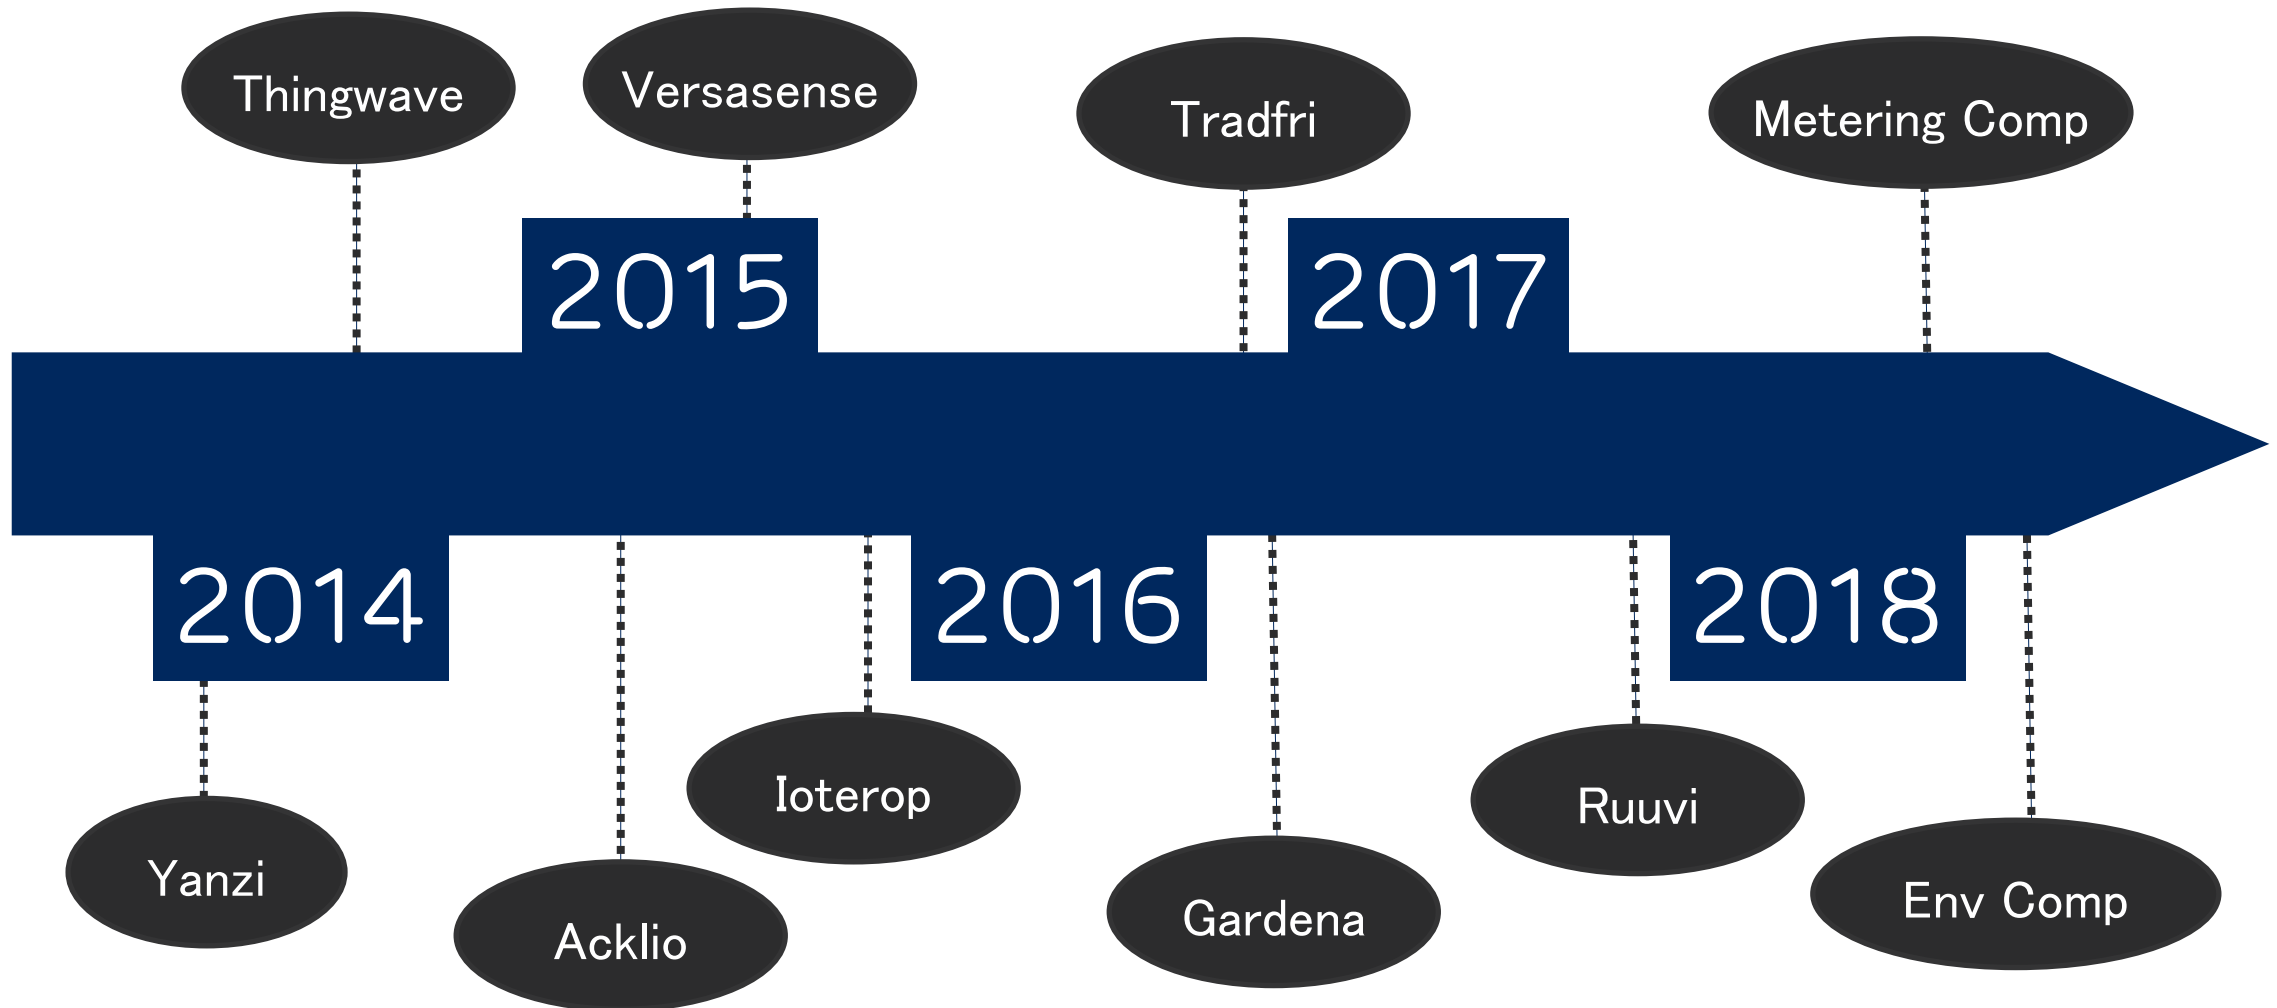 Thingwave
Versasense
Tradfri
Metering Comp
2015
2017
2014
2016
2018
Ioterop
Ruuvi
Yanzi
Acklio
Gardena
Env Comp